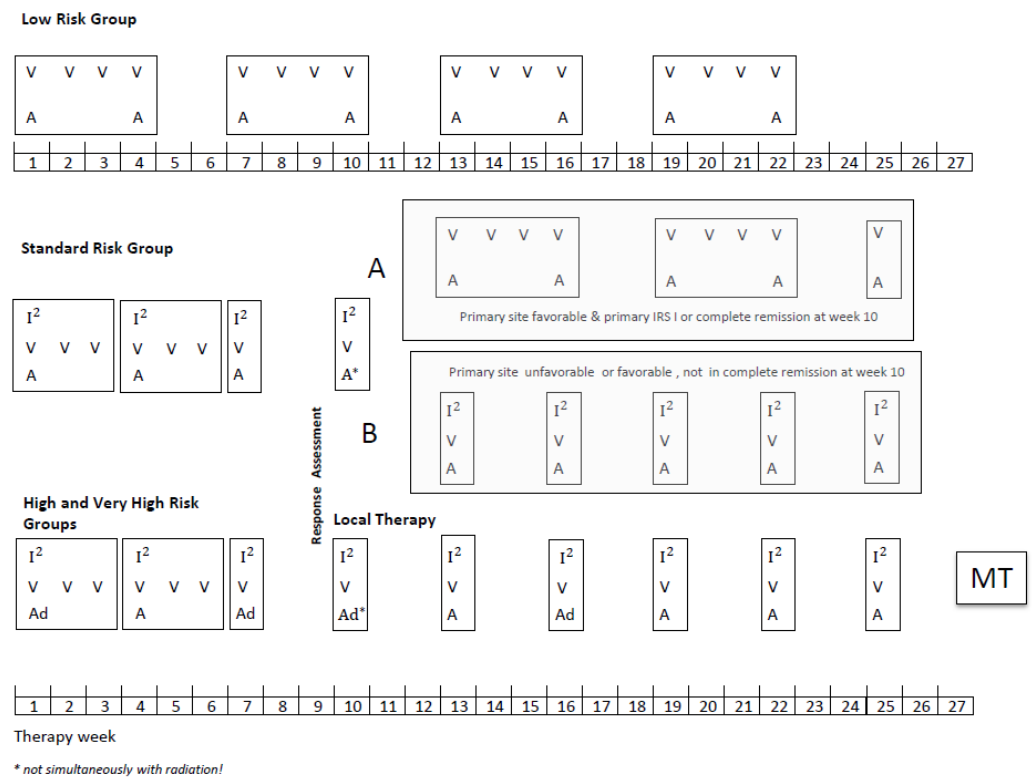 Low Risk Group
V V V V V V V V V V V V V V V V
A A A A A A A A
1 2 3 4 5 6 7 8 9 10 11 12 13 14 15 16 17 18 19 20 21 22 23 24 25 26 27
Standard Risk Group
A
V V V V V V V V V
A A A A A
Primary site favorable & primary IRS I or complete remission at week 10
I² I² I² I²
V V V V V V V V
A A A A*
B
Primary site unfavorable or favorable , not in complete remission at week 10
I² I² I² I² I²
V V V V V
A A A A A
Response Assessment
High and Very High Risk
Groups
Local Therapy
I² I² I² I² I² I² I² I² I²
V V V V V V V V V V V V V
Ad A Ad Ad* A Ad A A A
MT
1 2 3 4 5 6 7 8 9 10 11 12 13 14 15 16 17 18 19 20 21 22 23 24 25 26 27
Therapy week
* not simultaneously with radiation!